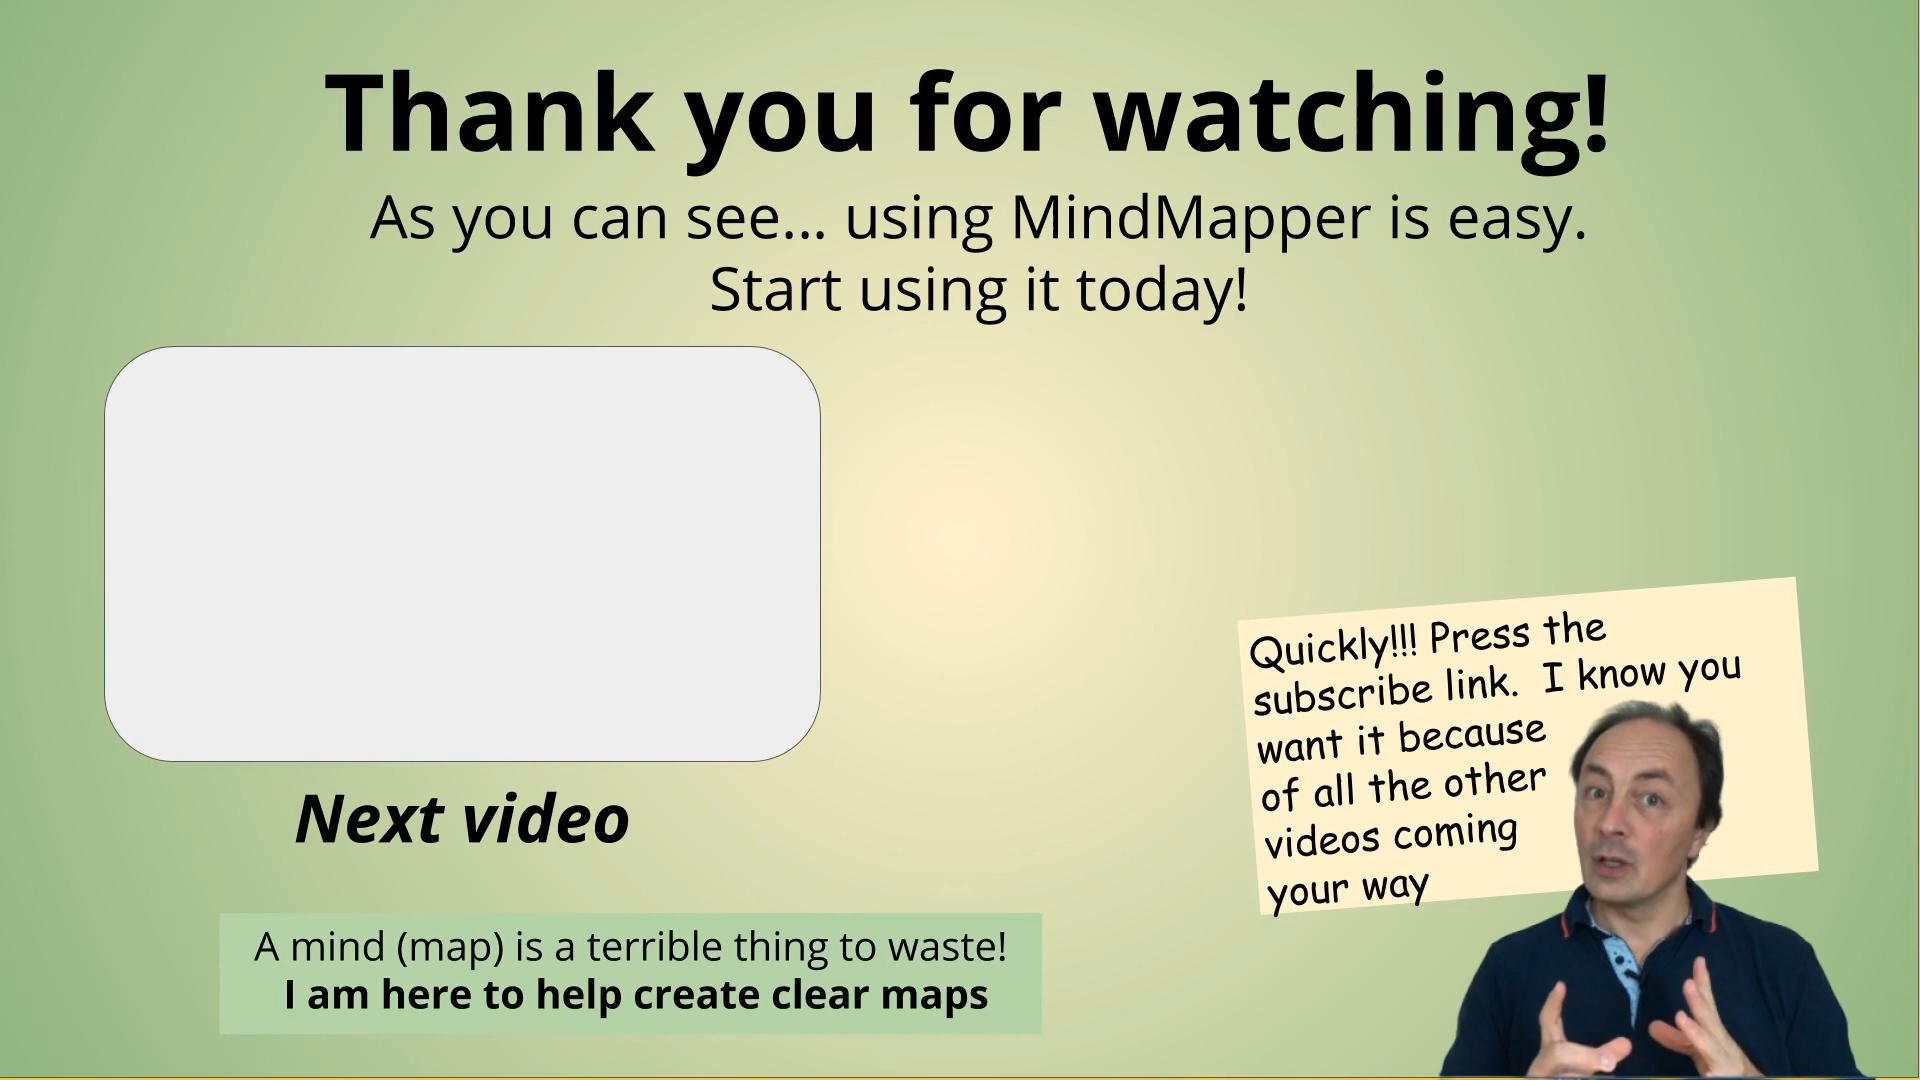 Thank you for watching!
As you can see... using MindMapper is easy.
Start using it today!
Quickly!!! Press the
subscribe link.  I know you
want it because
of all the other
videos coming
your way
Next video
A mind (map) is a terrible thing to waste!
I am here to help create clear maps